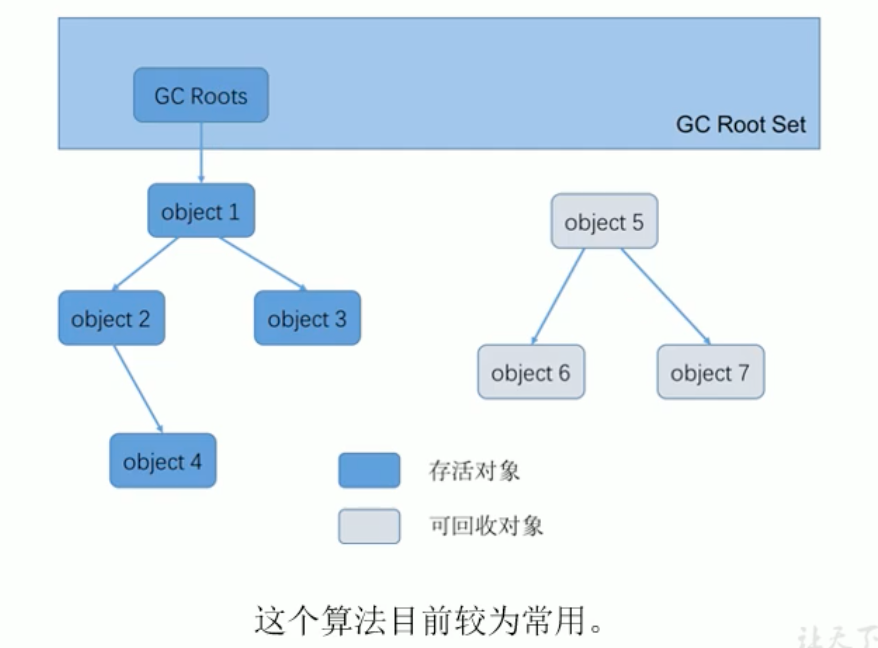 GC Roots
GC Root Set
object 1
object 5
object 2
object 3
object 6
object 7
object 4
存活对象
可回收对象
这个算法目前较为常用。
让天下